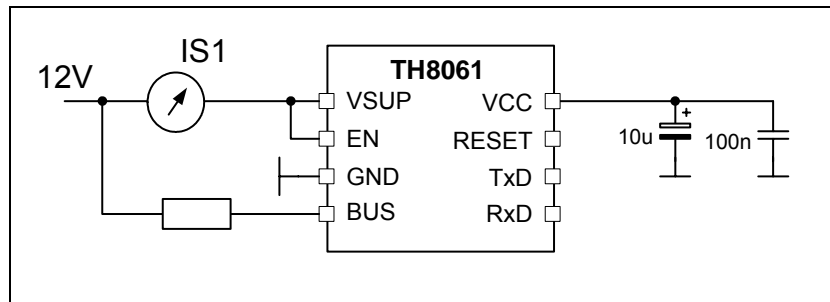 IS1
12V
TH8061
VSUP VCC
EN RESET
+
10u 100n
GND TxD
BUS RxD